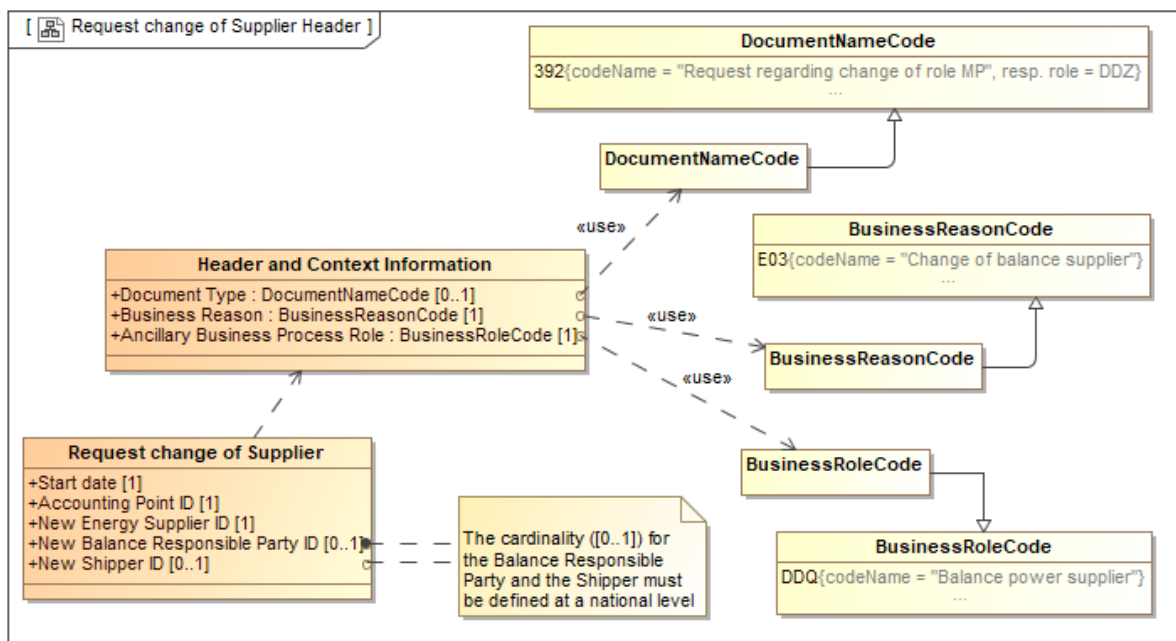 [ Request change of Supplier Header ]
DocumentNameCode
392{codeName = "Request regarding change of role MP", resp. role = DDZ}
...
DocumentNameCode
«use»
BusinessReasonCode
E03{codeName = "Change of balance supplier"}
...
Header and Context Information
+Document Type : DocumentNameCode [0..1]
+Business Reason : BusinessReasonCode [1]
+Ancillary Business Process Role : BusinessRoleCode [1]
«use»
BusinessReasonCode
«use»
Request change of Supplier
+Start date [1]
+Accounting Point ID [1]
+New Energy Supplier ID [1]
+New Balance Responsible Party ID [0..1]
+New Shipper ID [0..1]
The cardinality ([0..1]) for
the Balance Responsible
Party and the Shipper must
be defined at a national level
BusinessRoleCode
BusinessRoleCode
DDQ{codeName = "Balance power supplier"}
...